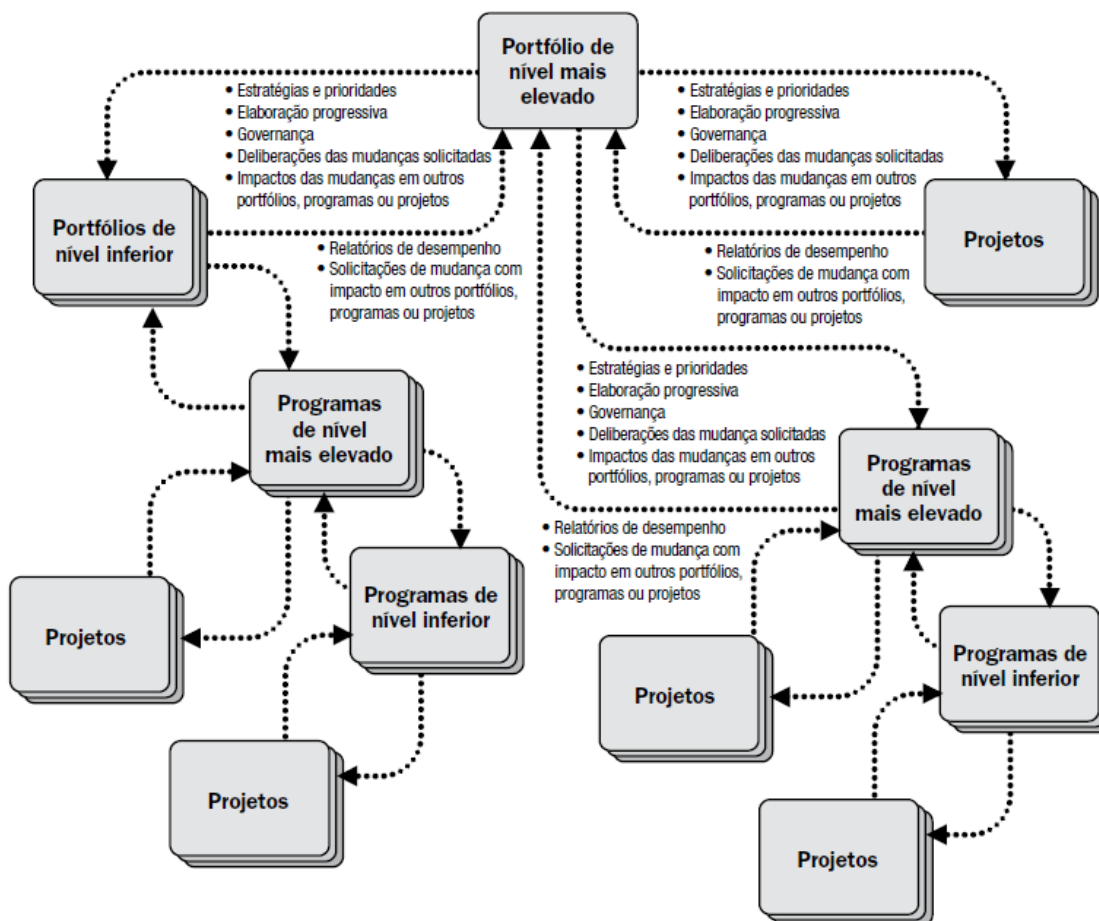 Portfólio de
nível mais
elevado
• Estratégias e prioridades
• Elaboração progressiva
• Governança
• Deliberações das mudanças solicitadas
• Impactos das mudanças em outros
portfólios, programas ou projetos
• Estratégias e prioridades
• Elaboração progressiva
• Governança
• Deliberações das mudanças solicitadas
• Impactos das mudanças em outros
portfólios, programas ou projetos
Portfólios de
nível inferior
Projetos
• Relatórios de desempenho
• Solicitações de mudança com
impacto em outros portfólios,
programas ou projetos
• Relatórios de desempenho
• Solicitações de mudança com
impacto em outros portfólios,
programas ou projetos
Programas
de nível
mais elevado
• Estratégias e prioridades
• Elaboração progressiva
• Governança
• Deliberações das mudança solicitadas
• Impactos das mudanças em outros
portfólios, programas ou projetos
Programas
de nível
mais elevado
• Relatórios de desempenho
• Solicitações de mudança com
impacto em outros portfólios,
programas ou projetos
Projetos
Programas de
nível inferior
Projetos
Programas de
nível inferior
Projetos
Projetos